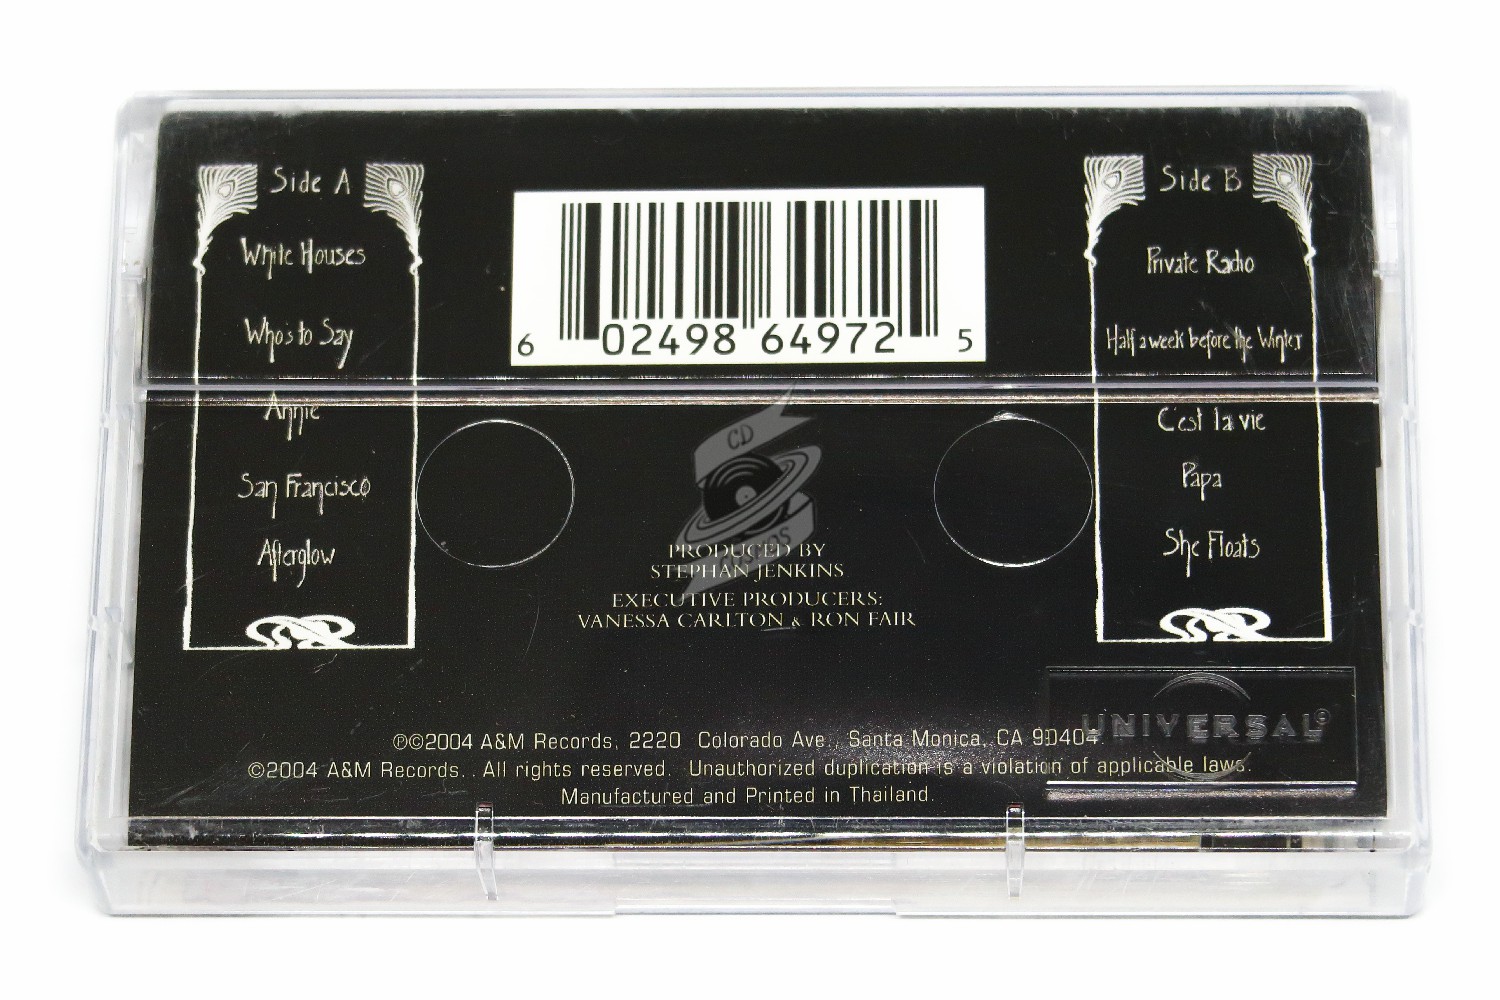 Side A
White Houses
Who's to Say
Annie
San Francisco
Afterglow
6 02498 64972 5
Side B
Private Radio
Half a week before the Winter
C'est la vie
Papa
She Floats
CD
PRODUCED BY
STEPHAN JENKINS
EXECUTIVE PRODUCERS:
VANESSA CARLTON & RON FAIR
UNIVERSAL©
℗©2004 A&M Records, 2220 Colorado Ave., Santa Monica, CA 90404.
©2004 A&M Records. All rights reserved. Unauthorized duplication is a violation of applicable laws.
Manufactured and Printed in Thailand.